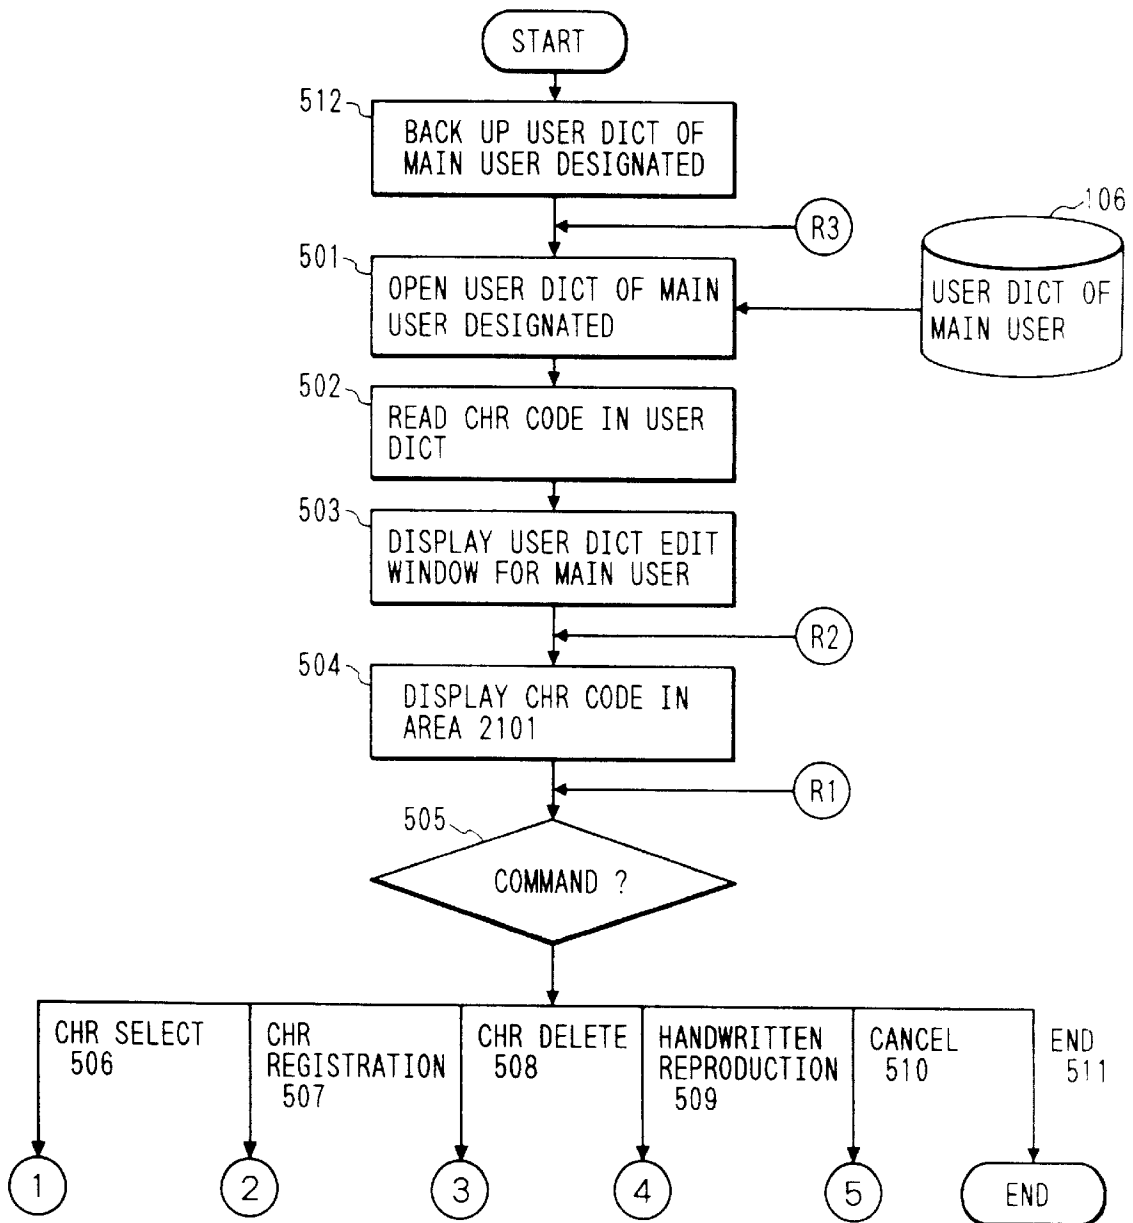 START
512
BACK UP USER DICT OF
MAIN USER DESIGNATED
R3
106
501
OPEN USER DICT OF MAIN
USER DESIGNATED
USER DICT OF
MAIN USER
502
READ CHR CODE IN USER
DICT
503
DISPLAY USER DICT EDIT
WINDOW FOR MAIN USER
R2
504
DISPLAY CHR CODE IN
AREA 2101
R1
505
COMMAND ?
CHR SELECT
506
CHR
REGISTRATION
507
CHR DELETE
508
HANDWRITTEN
REPRODUCTION
509
CANCEL
510
END
511
1
2
3
4
5
END